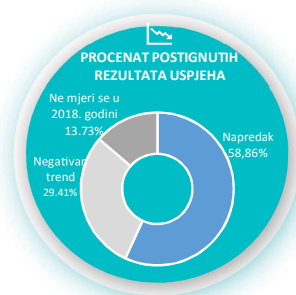 PROCENAT POSTIGNUTIH
REZULTATA USPJEHA
Ne mjeri se u
2018. godini
13.73%
Napredak
58,86%
Negativan
trend
29.41%